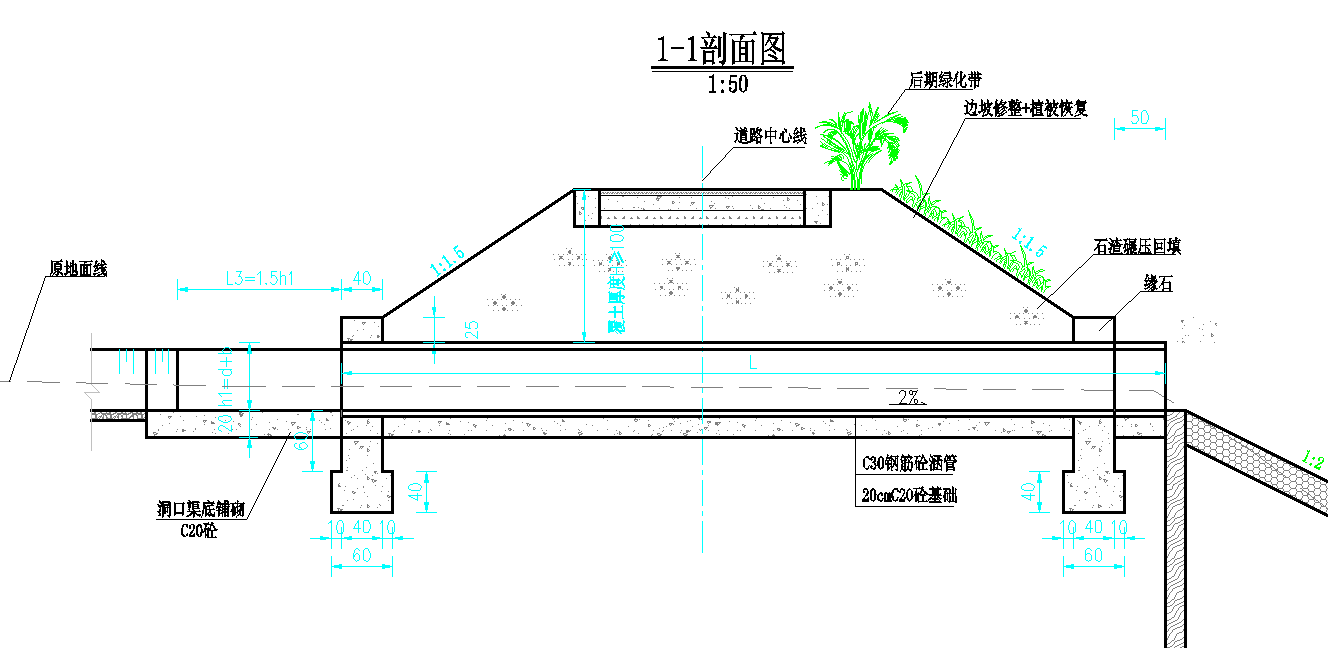 1-1剖面图
1:50
后期绿化带
边坡修整+植被恢复
50
道路中心线
1:1.5
1:1.5
石渣碾压回填
原地面线
L3=1.5h1
40
缘石
覆土厚度H≥100
25
L
h1=d+b
2%
20
60
1:2
C30钢筋砼涵管
40
40
20cmC20砼基础
洞口渠底铺砌
C20砼
10 40 10
10 40 10
60
60